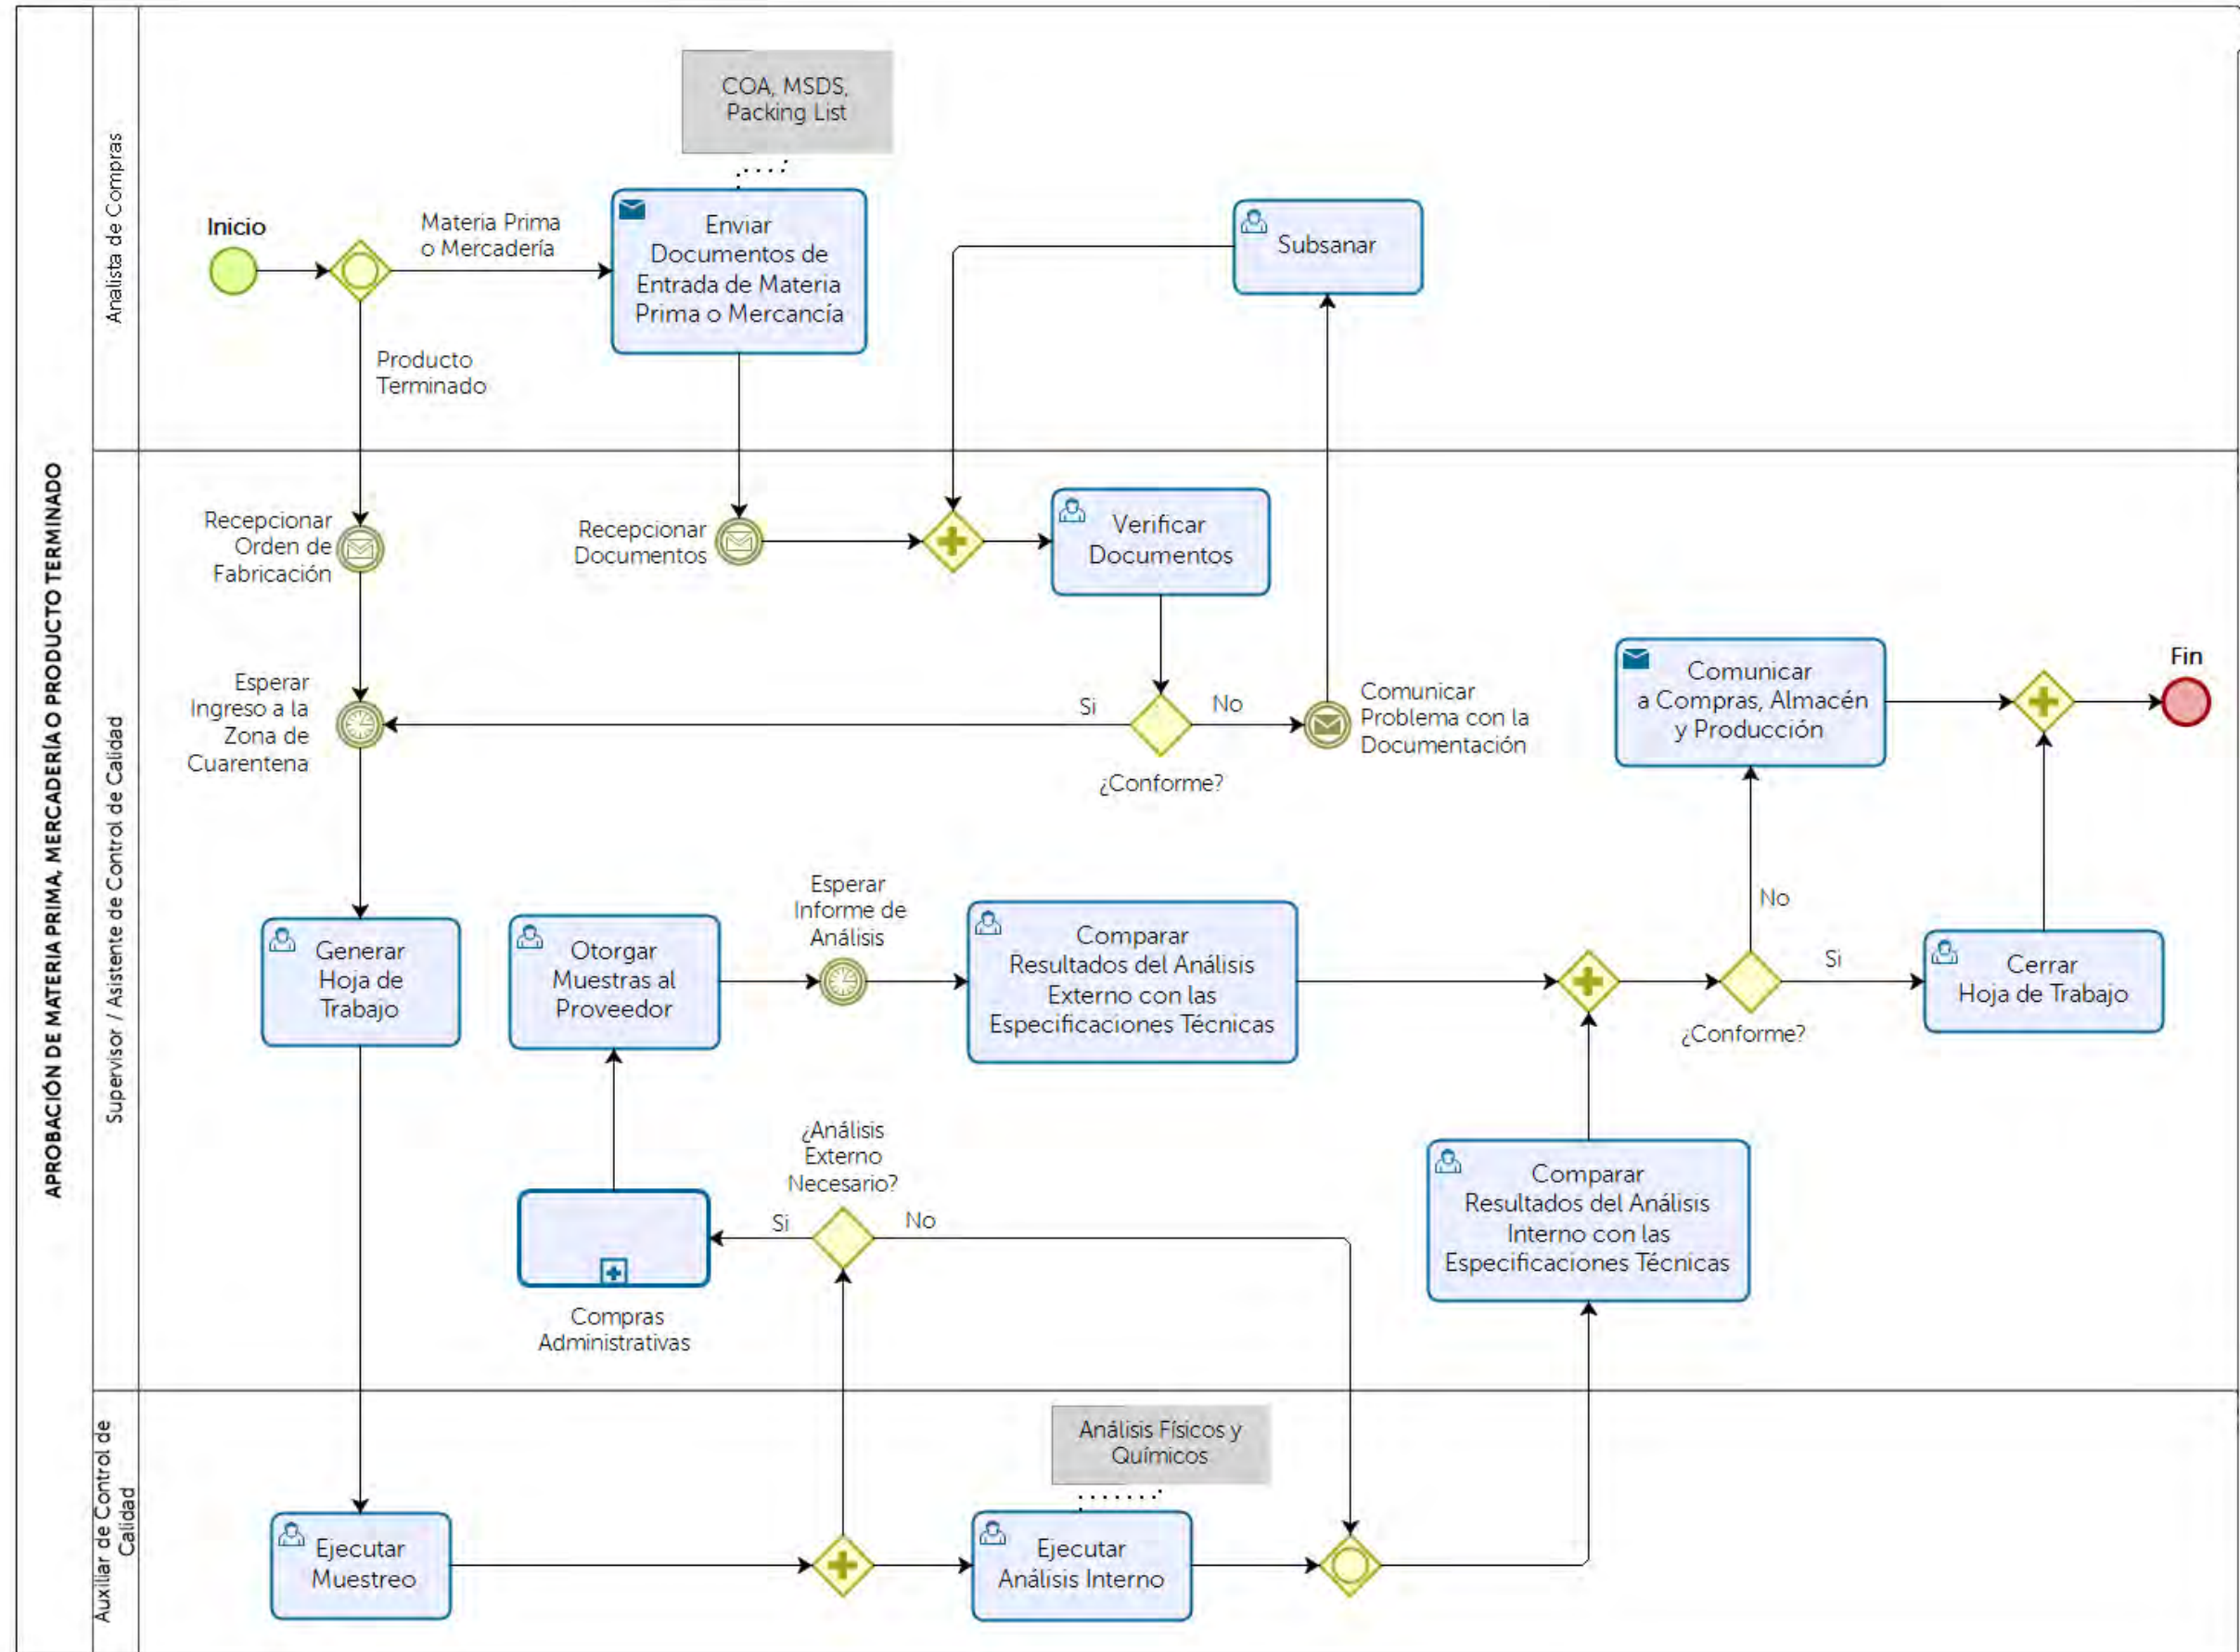 APROBACIÓN DE MATERIA PRIMA, MERCADERÍA O PRODUCTO TERMINADO
Analista de Compras
COA, MSDS,
Packing List
Inicio
Materia Prima
o Mercadería
Enviar
Documentos de
Entrada de Materia
Prima o Mercancía
Subsanar
Producto
Terminado
Supervisor / Asistente de Control de Calidad
Recepcionar
Orden de
Fabricación
Recepcionar
Documentos
Verificar
Documentos
Esperar
Ingreso a la
Zona de
Cuarentena
Si
No
¿Conforme?
Comunicar
Problema con la
Documentación
Comunicar
a Compras, Almacén
y Producción
Fin
Generar
Hoja de
Trabajo
Otorgar
Muestras al
Proveedor
Esperar
Informe de
Análisis
Comparar
Resultados del Análisis
Externo con las
Especificaciones Técnicas
No
Si
¿Conforme?
Cerrar
Hoja de Trabajo
¿Análisis
Externo
Necesario?
Si
No
Compras
Administrativas
Comparar
Resultados del Análisis
Interno con las
Especificaciones Técnicas
Auxiliar de Control de
Calidad
Análisis Físicos y
Químicos
Ejecutar
Muestreo
Ejecutar
Análisis Interno